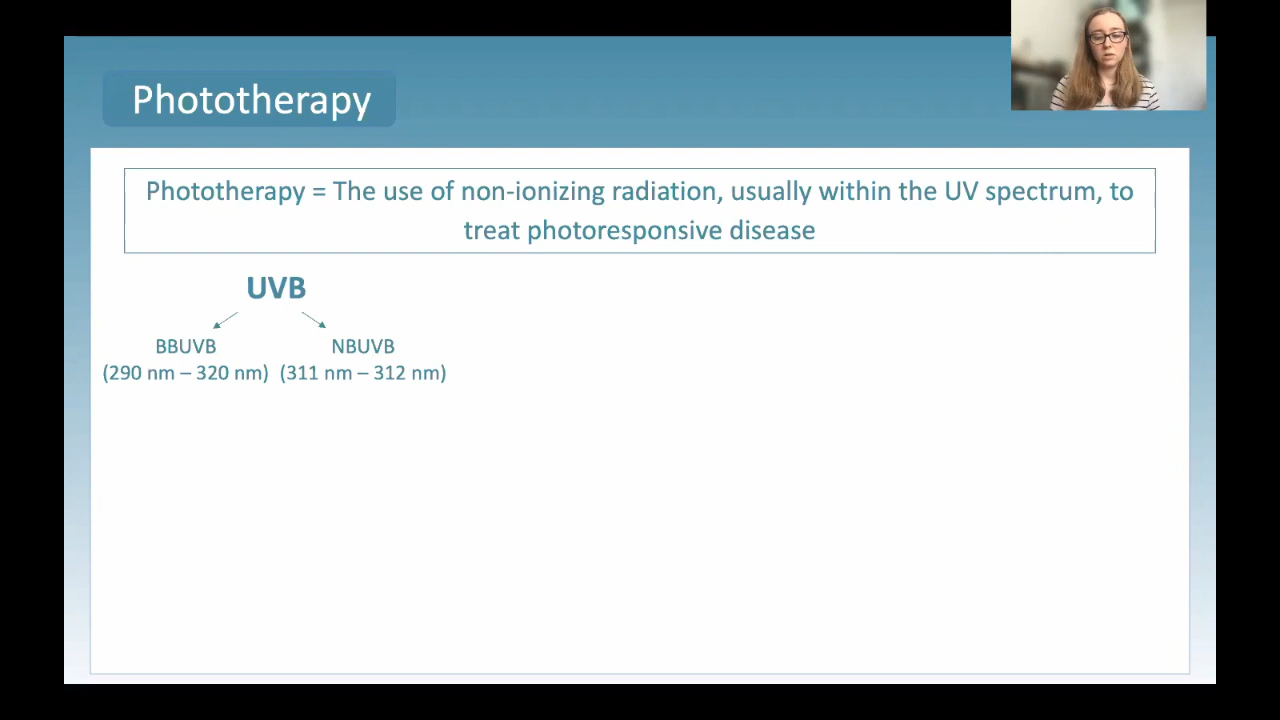 Phototherapy
Phototherapy = The use of non-ionizing radiation, usually within the UV spectrum, to
treat photoresponsive disease
UVB
BBUVB NBUVB
(290 nm – 320 nm) (311 nm – 312 nm)